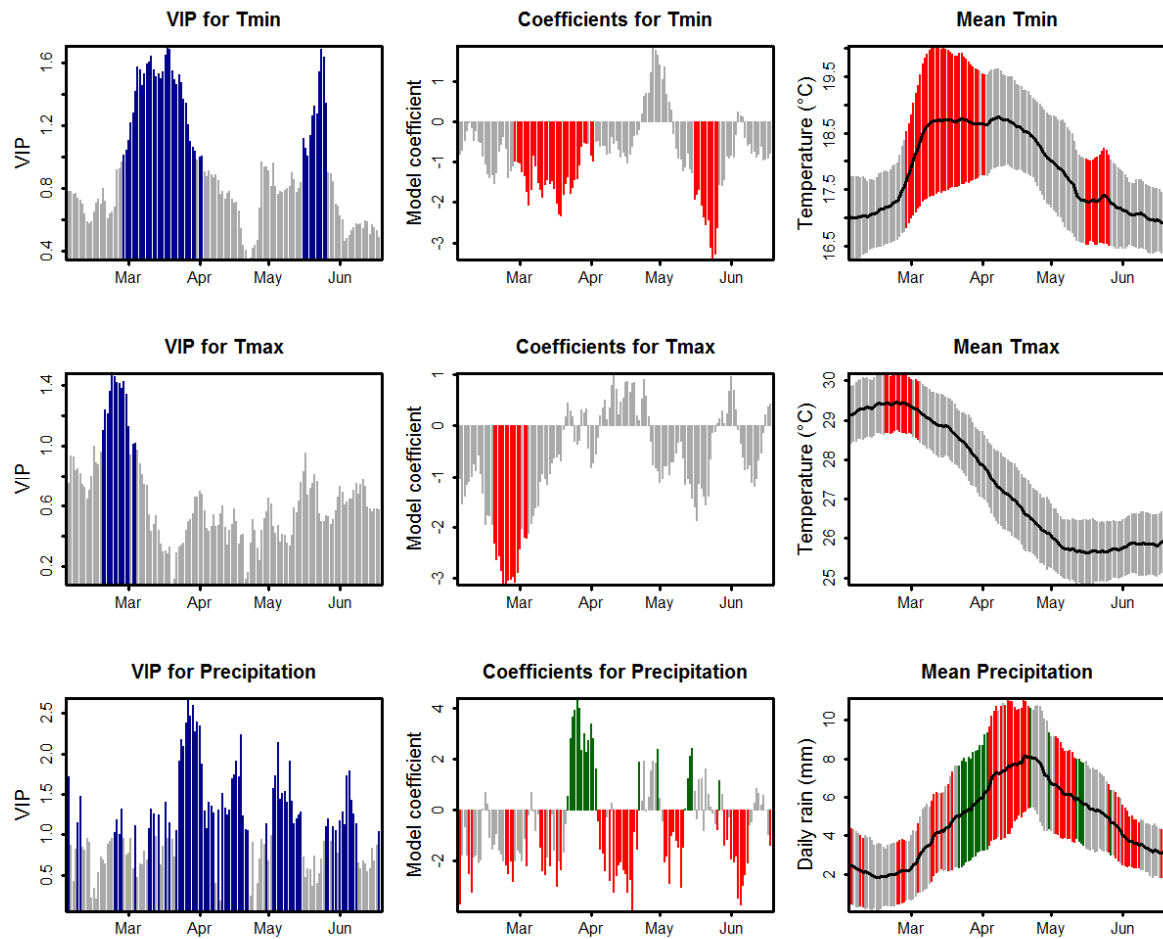 VIP for Tmin
Coefficients for Tmin
Mean Tmin
VIP
0.4 0.8 1.2 1.6
Mar Apr May Jun
Model coefficient
-3 -2 -1 0 1
Mar Apr May Jun
Temperature (°C)
16.5 17.5 18.5 19.5
Mar Apr May Jun
VIP for Tmax
Coefficients for Tmax
Mean Tmax
VIP
0.2 0.6 1.0 1.4
Mar Apr May Jun
Model coefficient
-3 -2 -1 0 1
Mar Apr May Jun
Temperature (°C)
25 26 27 28 29 30
Mar Apr May Jun
VIP for Precipitation
Coefficients for Precipitation
Mean Precipitation
VIP
0.5 1.0 1.5 2.0 2.5
Mar Apr May Jun
Model coefficient
-2 0 2 4
Mar Apr May Jun
Daily rain (mm)
2 4 6 8 10
Mar Apr May Jun